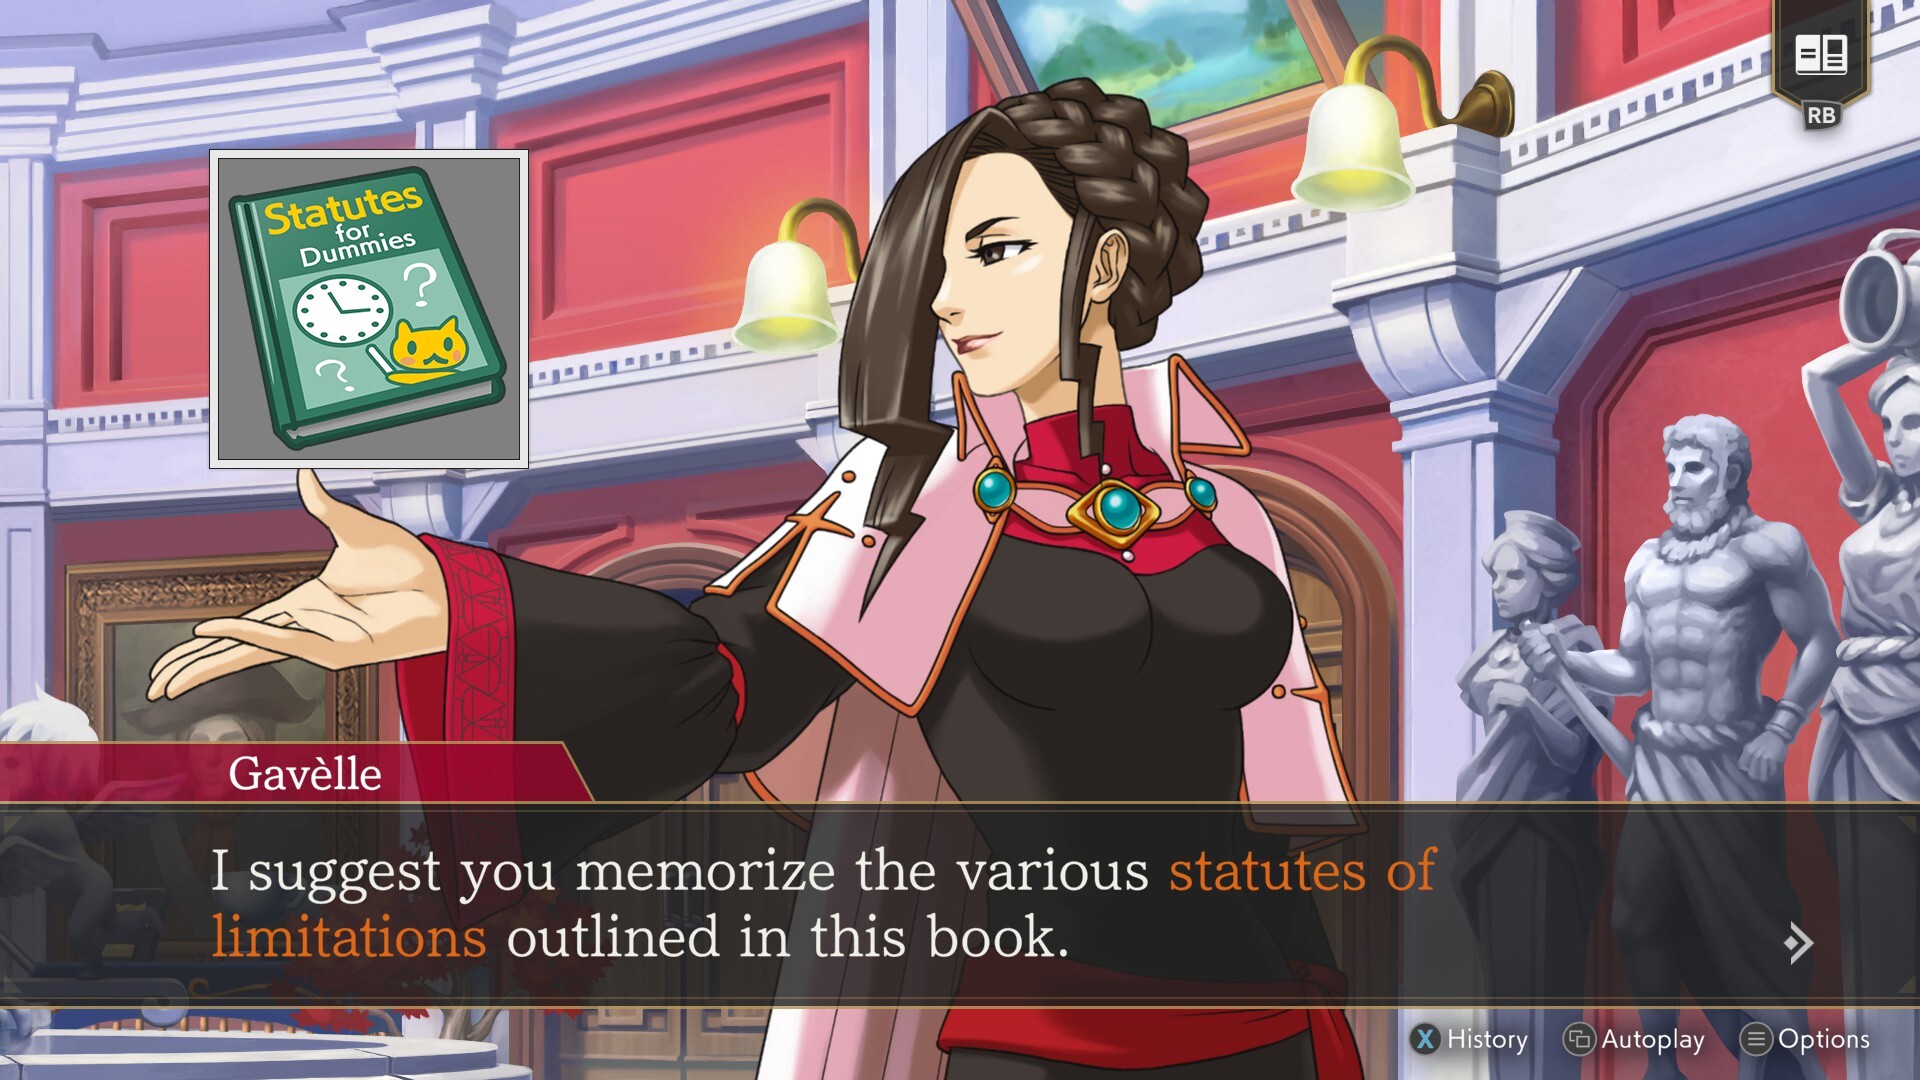 RB
Statutes
for
Dummies
?
?
Gavèlle
I suggest you memorize the various statutes of
limitations outlined in this book.
X History
Autoplay
Options